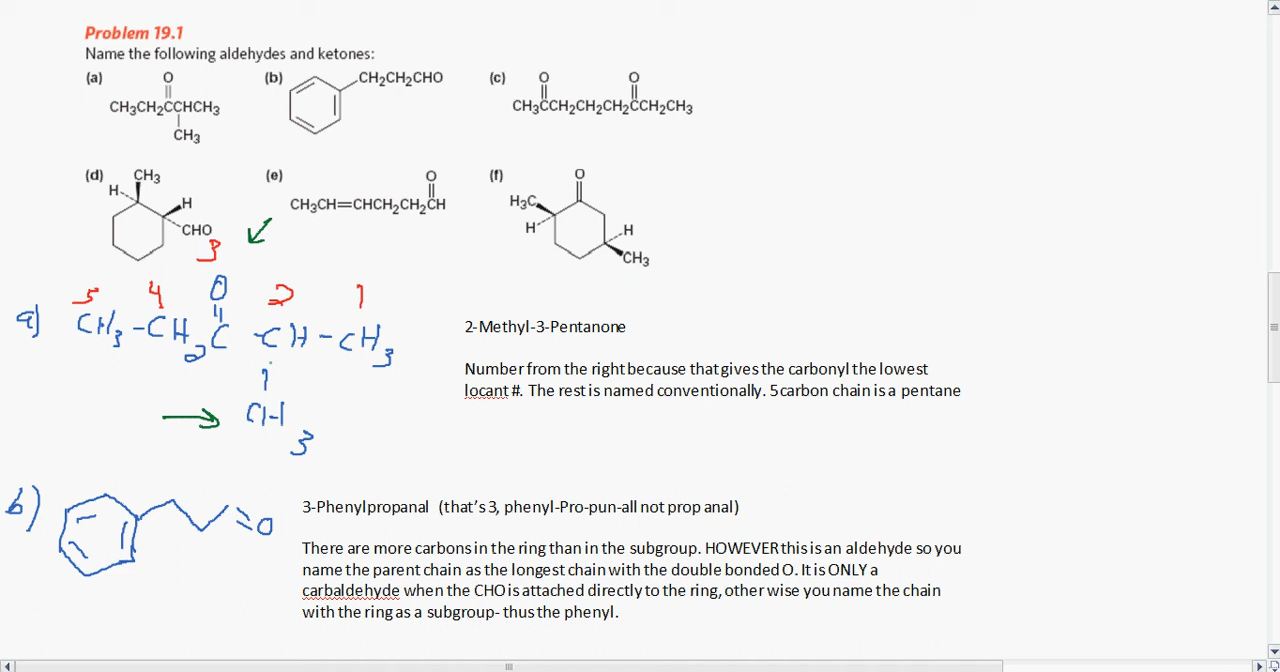 Problem 19.1
Name the following aldehydes and ketones:
(a) O (b) CH2CH2CHO (c) O O
CH3CH2CCHCH3 CH3CCH2CH2CH2CCH2CH3
CH3
(d) CH3 (e) O (f) O
H H H3C
CH3CH=CHCH2CH2CH
CHO H H
CH3
3
5 4 O 2 1
a) CH3-CH2 C -CH-CH3
CH3
2-Methyl-3-Pentanone
Number from the right because that gives the carbonyl the lowest
locant #. The rest is named conventionally. 5carbon chain is a pentane
b) O
3-Phenylpropanal (that's 3, phenyl-Pro-pun-all not prop anal)
There are more carbons in the ring than in the subgroup. HOWEVER this is an aldehyde so you
name the parent chain as the longest chain with the double bonded O. It is ONLY a
carbaldehyde when the CHO is attached directly to the ring, other wise you name the chain
with the ring as a subgroup- thus the phenyl.